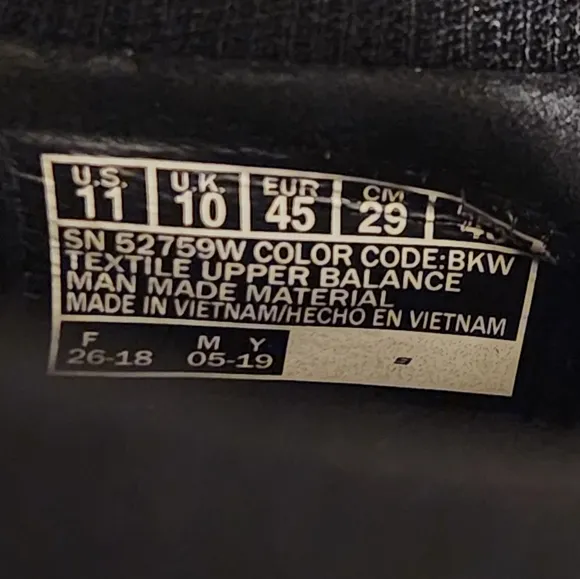 U.S. U.K. EUR CM
11 10 45 29
SN 52759W COLOR CODE:BKW
TEXTILE UPPER BALANCE
MAN MADE MATERIAL
MADE IN VIETNAM/HECHO EN VIETNAM
F M Y
26-18 05-19